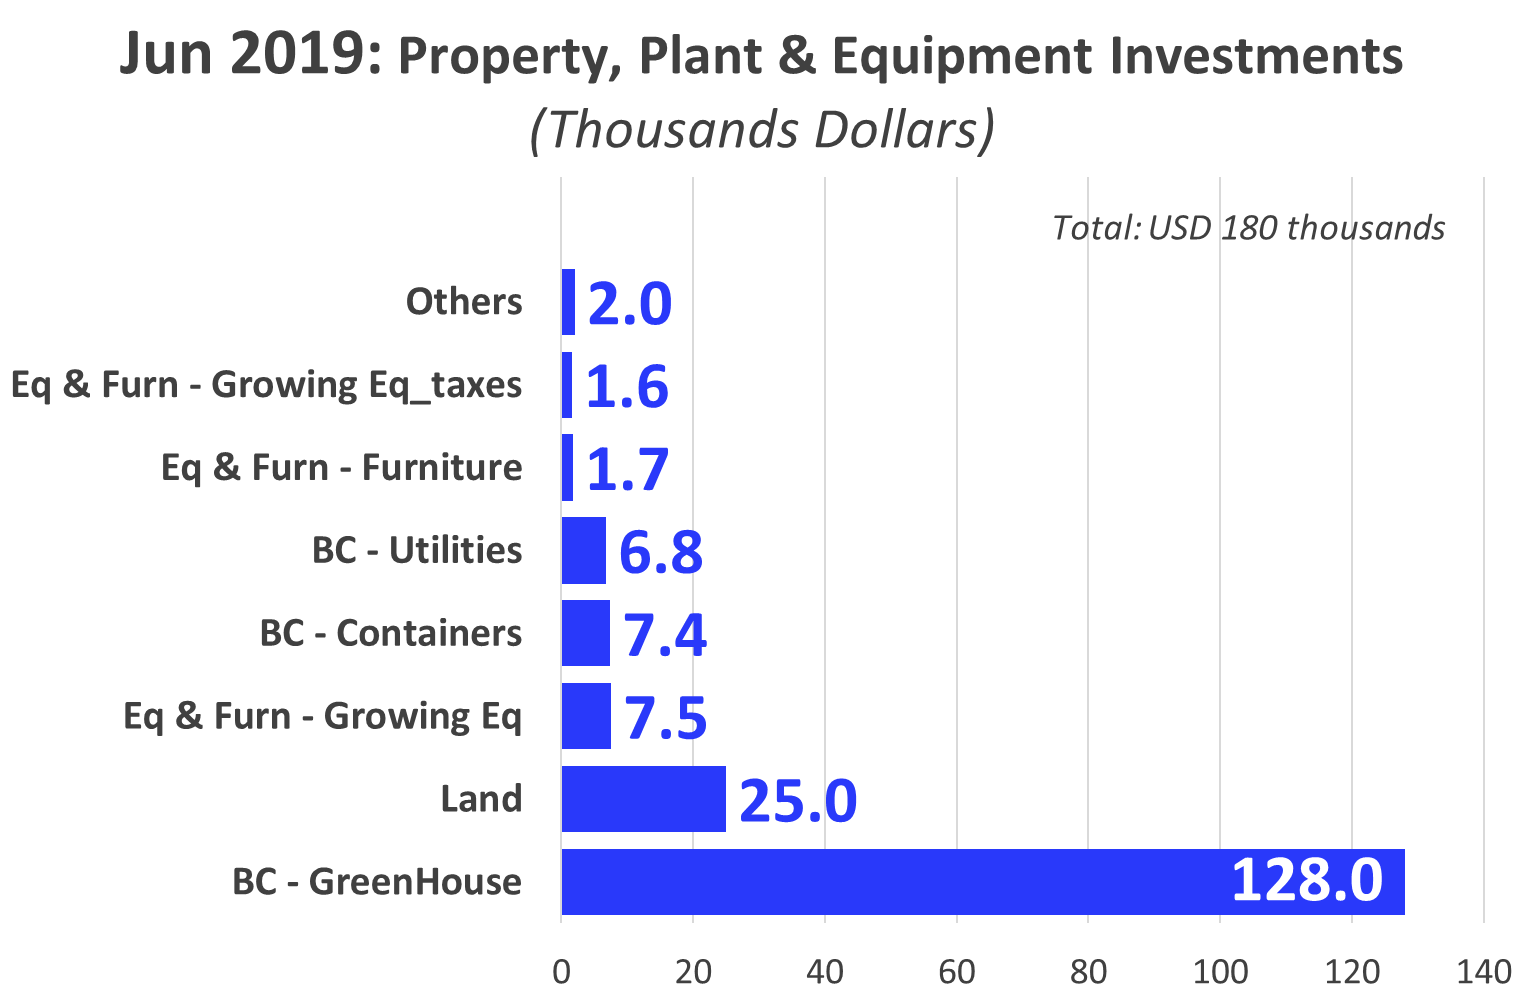 Jun 2019: Property, Plant & Equipment Investments
(Thousands Dollars)
Total: USD 180 thousands
Others 2.0
Eq & Furn - Growing Eq_taxes 1.6
Eq & Furn - Furniture 1.7
BC - Utilities 6.8
BC - Containers 7.4
Eq & Furn - Growing Eq 7.5
Land 25.0
BC - GreenHouse 128.0
0 20 40 60 80 100 120 140